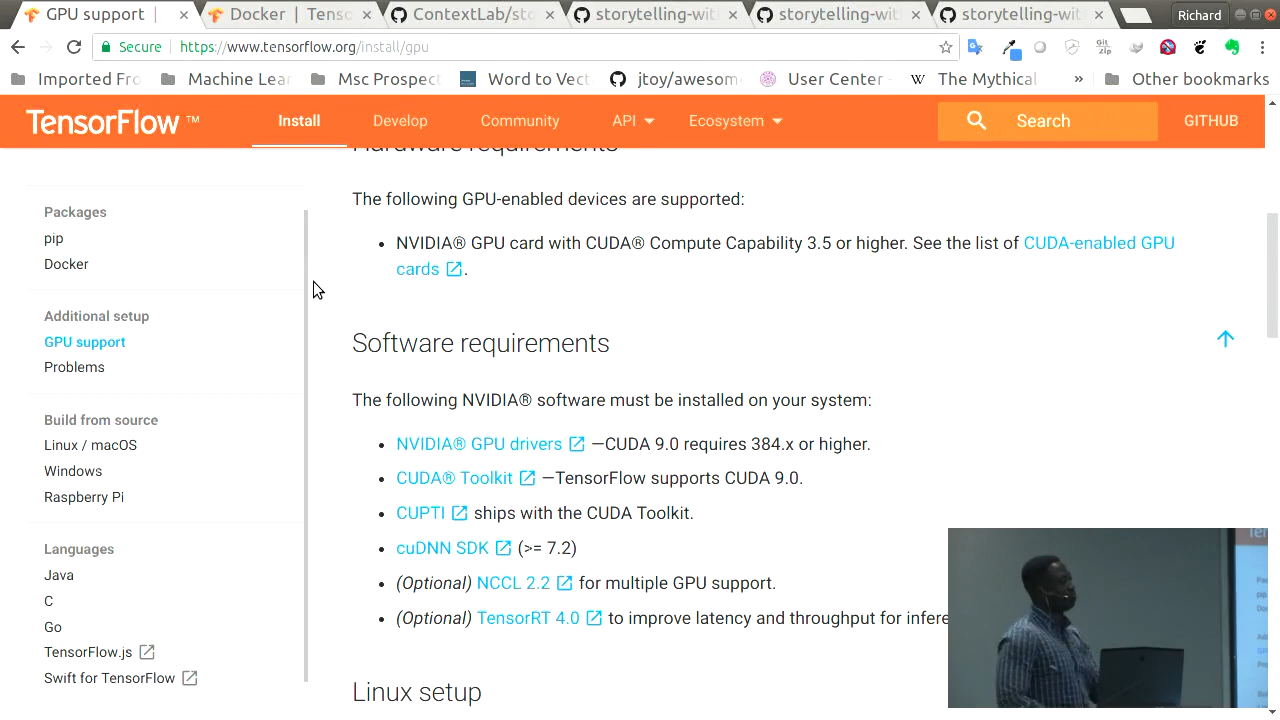 GPU support |
Docker | Tenso
ContextLab/sto
storytelling-wit
storytelling-wit
storytelling-wit
Richard
Secure
https://www.tensorflow.org/install/gpu
Git
zip
Imported Fro
Machine Lear
Msc Prospect
Word to Vect
jtoy/awesom
User Center -
W The Mythical
»
Other bookmarks
TensorFlow ™
Install
Develop
Community
API
Ecosystem
Search
GITHUB
Hardware requirements
The following GPU-enabled devices are supported:
• NVIDIA® GPU card with CUDA® Compute Capability 3.5 or higher. See the list of CUDA-enabled GPU
cards .
Software requirements
The following NVIDIA® software must be installed on your system:
• NVIDIA® GPU drivers —CUDA 9.0 requires 384.x or higher.
• CUDA® Toolkit —TensorFlow supports CUDA 9.0.
• CUPTI ships with the CUDA Toolkit.
• cuDNN SDK (>= 7.2)
• (Optional) NCCL 2.2 for multiple GPU support.
• (Optional) TensorRT 4.0 to improve latency and throughput for infere
Linux setup
Packages
pip
Docker
Additional setup
GPU support
Problems
Build from source
Linux / macOS
Windows
Raspberry Pi
Languages
Java
C
Go
TensorFlow.js
Swift for TensorFlow